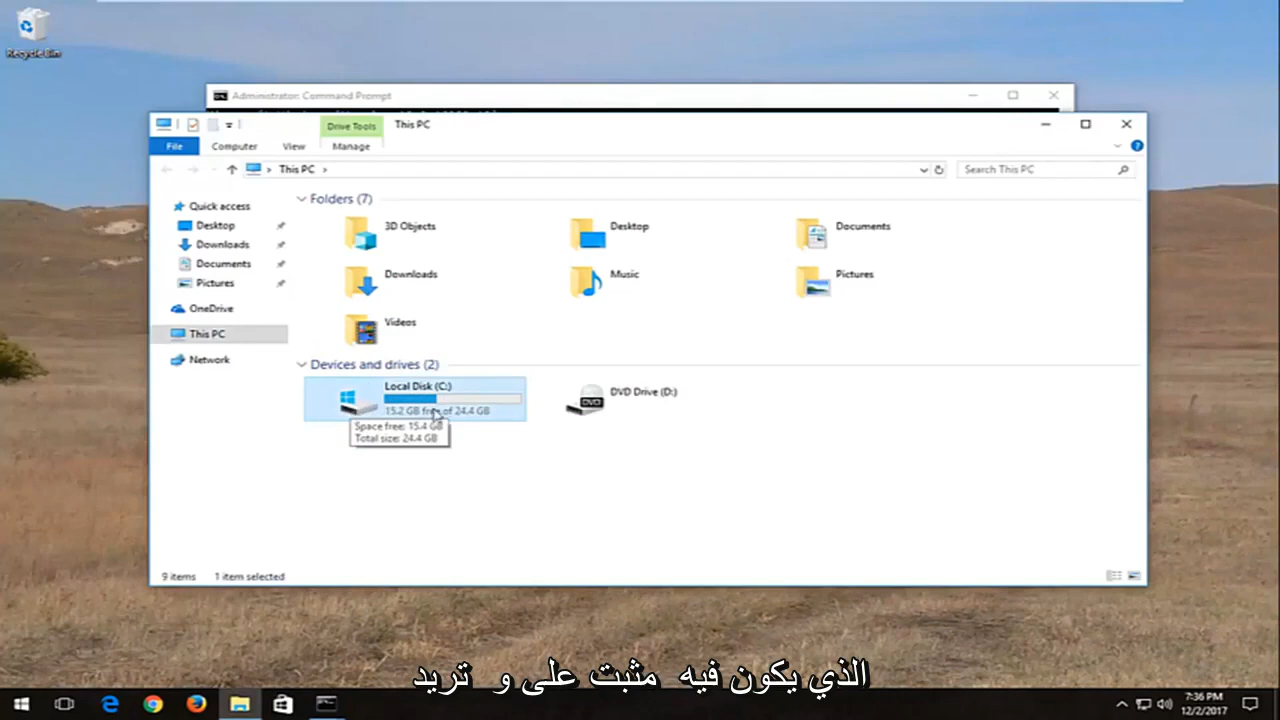 Recycle Bin
Administrator: Command Prompt
Drive Tools
This PC
File
Computer
View
Manage
This PC
Search This PC
Quick access
Desktop
Downloads
Documents
Pictures
OneDrive
This PC
Network
Folders (7)
3D Objects
Desktop
Documents
Downloads
Music
Pictures
Videos
Devices and drives (2)
Local Disk (C:)
15.2 GB free of 24.4 GB
DVD Drive (D:)
DVD
Space free: 15.4 GB
Total size: 24.4 GB
9 items
1 item selected
الذي يكون فيه مثبت على و تريد
7:36 PM
12/2/2017